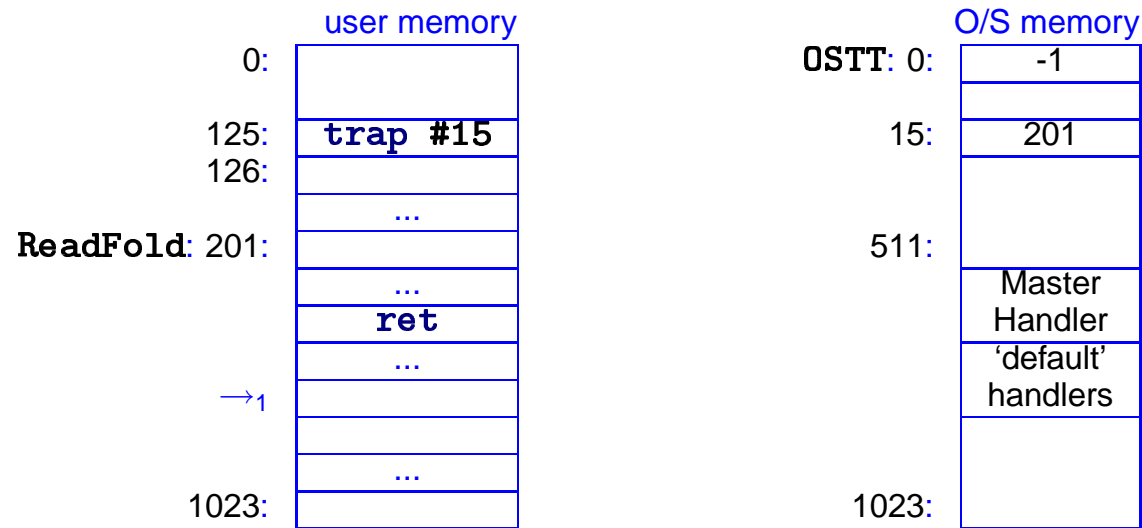 user memory
O/S memory
0:
OSTT: 0: -1
125: trap #15
15: 201
126:
...
ReadFold: 201:
511:
...
Master
ret
Handler
...
‘default’
→1
handlers
...
1023:
1023: